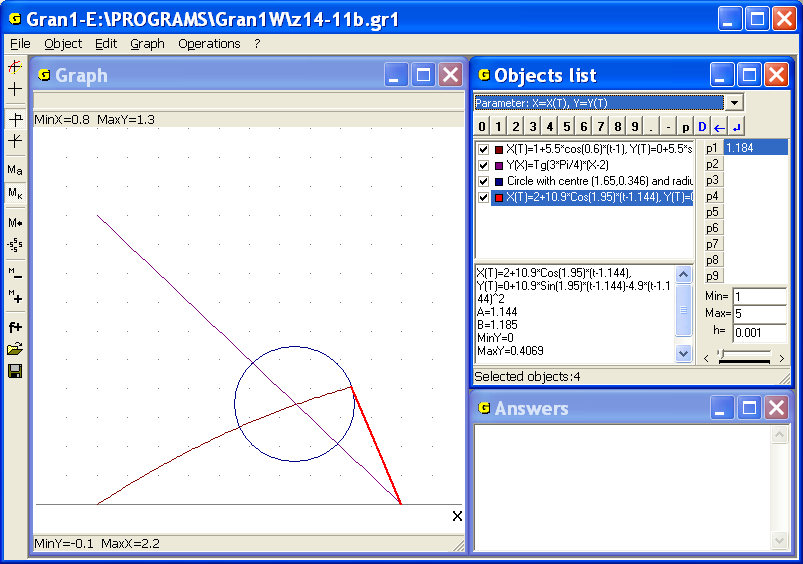 Gran1-E:\PROGRAMS\Gran1W\z14-11b.gr1
File Object Edit Graph Operations ?
Graph
MinX=0.8 MaxY=1.3
X
MinY=-0.1 MaxX=2.2
Mа
Mк
M
-5 5 5
M
M
f+
Objects list
Parameter: X=X(T), Y=Y(T)
0 1 2 3 4 5 6 7 8 9 . - p D
X(T)=1+5.5*cos(0.6)*(t-1), Y(T)=0+5.5*s
Y(X)=Tg(3*Pi/4)*(X-2)
Circle with centre (1.65,0.346) and radiu
X(T)=2+10.9*Cos(1.95)*(t-1.144), Y(T)=0
p1 1.184
p2
p3
p4
p5
p6
p7
p8
p9
X(T)=2+10.9*Cos(1.95)*(t-1.144),
Y(T)=0+10.9*Sin(1.95)*(t-1.144)-4.9*(t-1.1
44)^2
A=1.144
B=1.185
MinY=0
MaxY=0.4069
Min= 1
Max= 5
h= 0.001
Selected objects:4
Answers